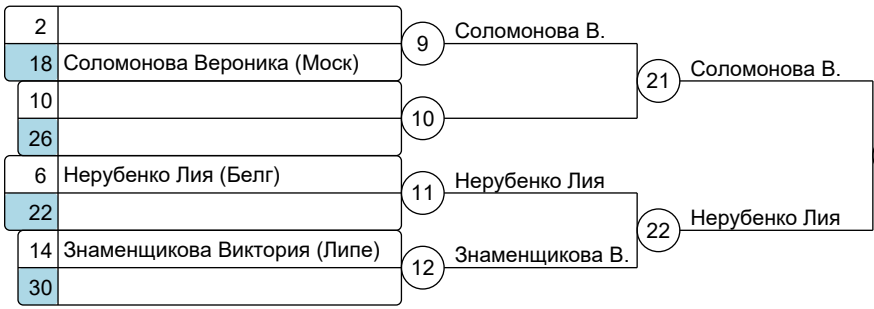 2
18 Соломонова Вероника (Моск)
9
Соломонова В.
10
26
10
21
Соломонова В.
6 Нерубенко Лия (Белг)
22
11
Нерубенко Лия
14 Знаменщикова Виктория (Липе)
30
12
Знаменщикова В.
22
Нерубенко Лия